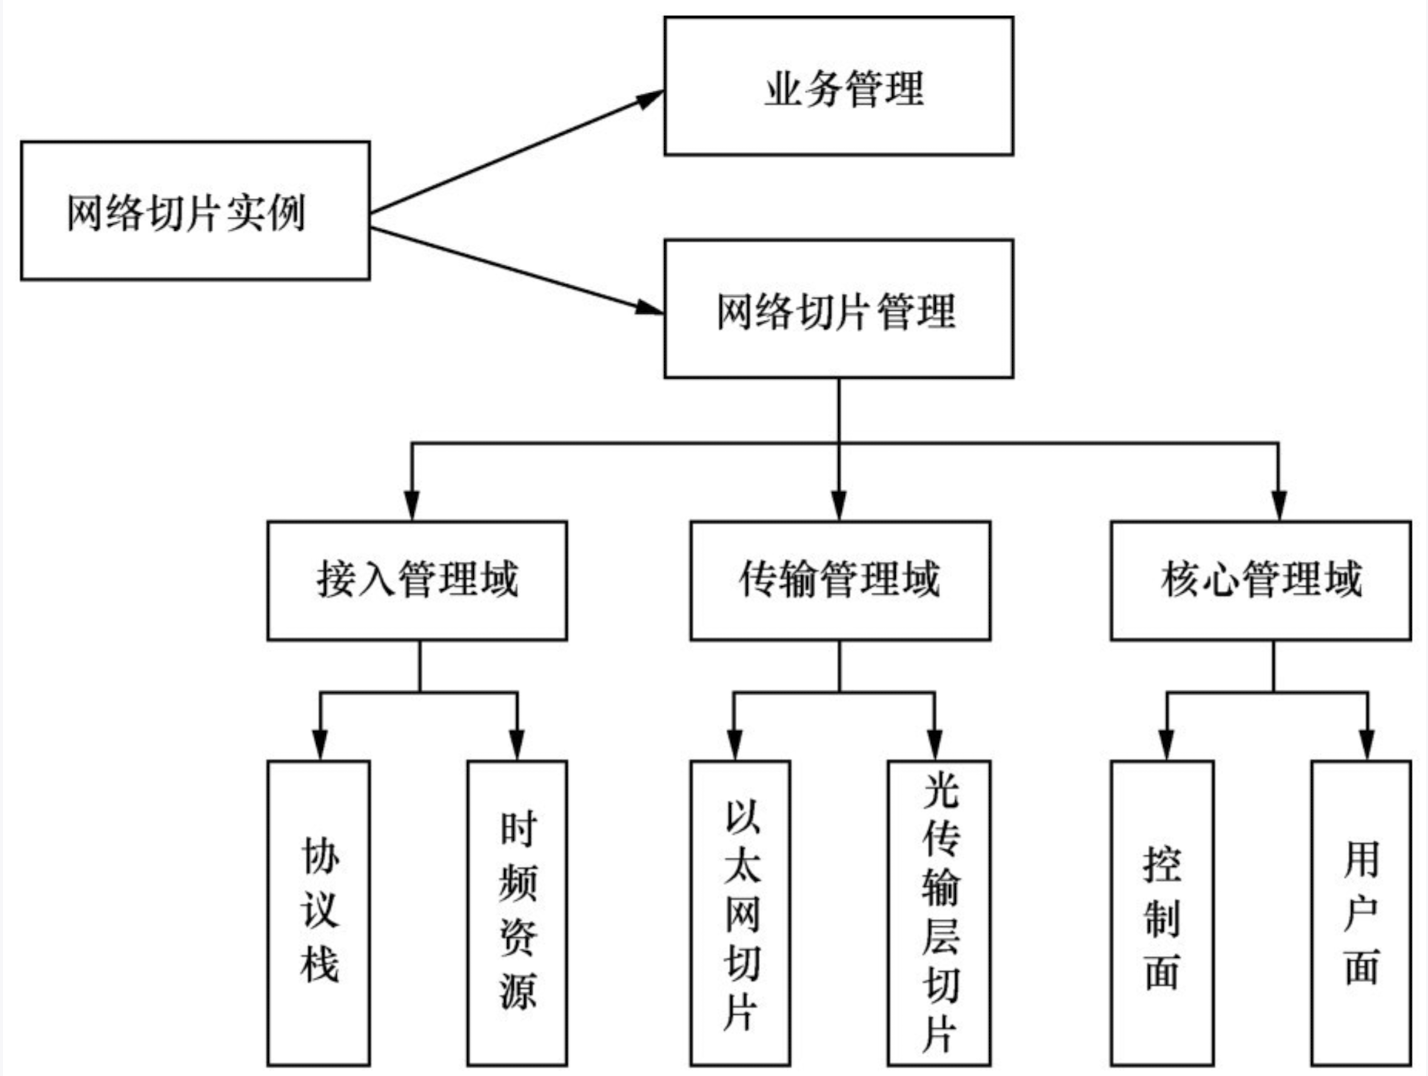 业务管理
网络切片实例
网络切片管理
接入管理域
传输管理域
核心管理域
协议栈
时频资源
以太网切片
光传输层切片
控制面
用户面